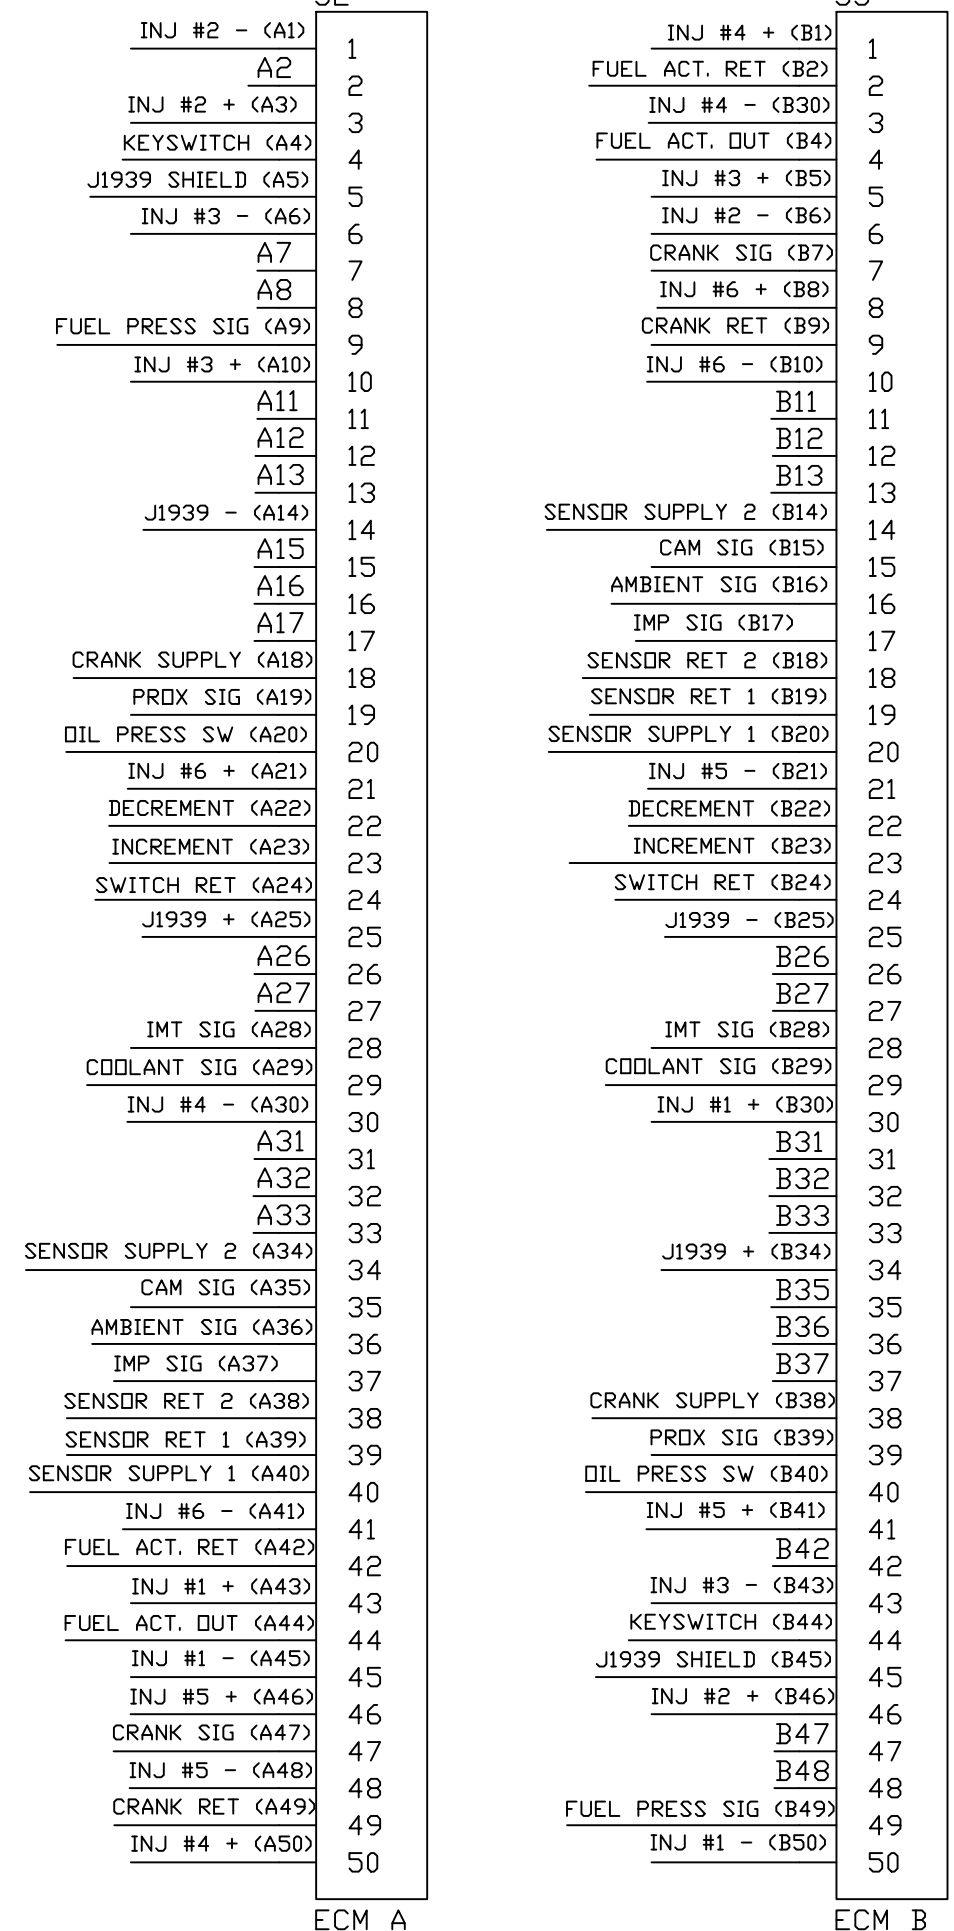 INJ #2 - (A1)
1
A2
2
INJ #2 + (A3)
3
KEYSWITCH (A4)
4
J1939 SHIELD (A5)
5
INJ #3 - (A6)
6
A7
7
A8
8
FUEL PRESS SIG (A9)
9
INJ #3 + (A10)
10
A11
11
A12
12
A13
13
J1939 - (A14)
14
A15
15
A16
16
A17
17
CRANK SUPPLY (A18)
18
PROX SIG (A19)
19
OIL PRESS SW (A20)
20
INJ #6 + (A21)
21
DECREMENT (A22)
22
INCREMENT (A23)
23
SWITCH RET (A24)
24
J1939 + (A25)
25
A26
26
A27
27
IMT SIG (A28)
28
COOLANT SIG (A29)
29
INJ #4 - (A30)
30
A31
31
A32
32
A33
33
SENSOR SUPPLY 2 (A34)
34
CAM SIG (A35)
35
AMBIENT SIG (A36)
36
IMP SIG (A37)
37
SENSOR RET 2 (A38)
38
SENSOR RET 1 (A39)
39
SENSOR SUPPLY 1 (A40)
40
INJ #6 - (A41)
41
FUEL ACT. RET (A42)
42
INJ #1 + (A43)
43
FUEL ACT. OUT (A44)
44
INJ #1 - (A45)
45
INJ #5 + (A46)
46
CRANK SIG (A47)
47
INJ #5 - (A48)
48
CRANK RET (A49)
49
INJ #4 + (A50)
50
ECM A
INJ #4 + (B1)
1
FUEL ACT. RET (B2)
2
INJ #4 - (B30)
3
FUEL ACT. OUT (B4)
4
INJ #3 + (B5)
5
INJ #2 - (B6)
6
CRANK SIG (B7)
7
INJ #6 + (B8)
8
CRANK RET (B9)
9
INJ #6 - (B10)
10
B11
11
B12
12
B13
13
SENSOR SUPPLY 2 (B14)
14
CAM SIG (B15)
15
AMBIENT SIG (B16)
16
IMP SIG (B17)
17
SENSOR RET 2 (B18)
18
SENSOR RET 1 (B19)
19
SENSOR SUPPLY 1 (B20)
20
INJ #5 - (B21)
21
DECREMENT (B22)
22
INCREMENT (B23)
23
SWITCH RET (B24)
24
J1939 - (B25)
25
B26
26
B27
27
IMT SIG (B28)
28
COOLANT SIG (B29)
29
INJ #1 + (B30)
30
B31
31
B32
32
B33
33
J1939 + (B34)
34
B35
35
B36
36
B37
37
CRANK SUPPLY (B38)
38
PROX SIG (B39)
39
OIL PRESS SW (B40)
40
INJ #5 + (B41)
41
B42
42
INJ #3 - (B43)
43
KEYSWITCH (B44)
44
J1939 SHIELD (B45)
45
INJ #2 + (B46)
46
B47
47
B48
48
FUEL PRESS SIG (B49)
49
INJ #1 - (B50)
50
ECM B